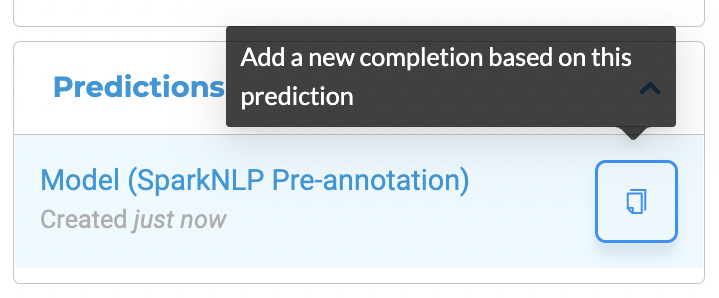 Add a new completion based on this
prediction
Predictions
Model (SparkNLP Pre-annotation)
Created just now